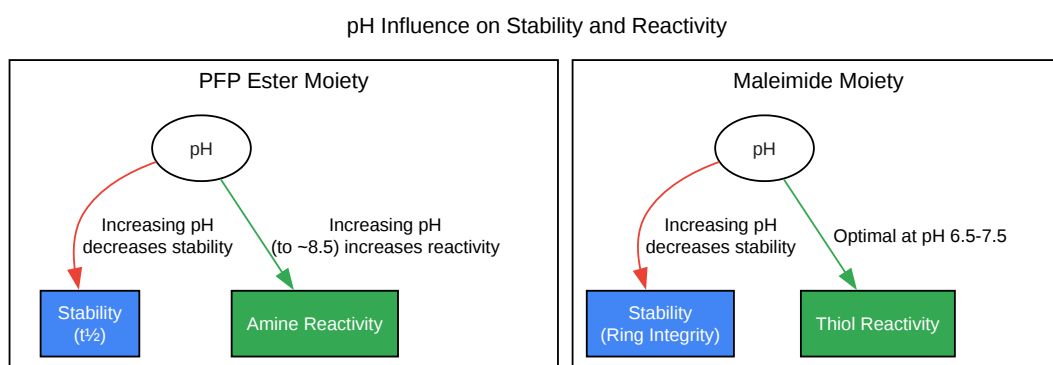 pH Influence on Stability and Reactivity
PFP Ester Moiety
pH
Increasing pH
decreases stability
Increasing pH
(to ~8.5) increases reactivity
Stability
(t½)
Amine Reactivity
Maleimide Moiety
pH
Increasing pH
decreases stability
Optimal at pH 6.5-7.5
Stability
(Ring Integrity)
Thiol Reactivity